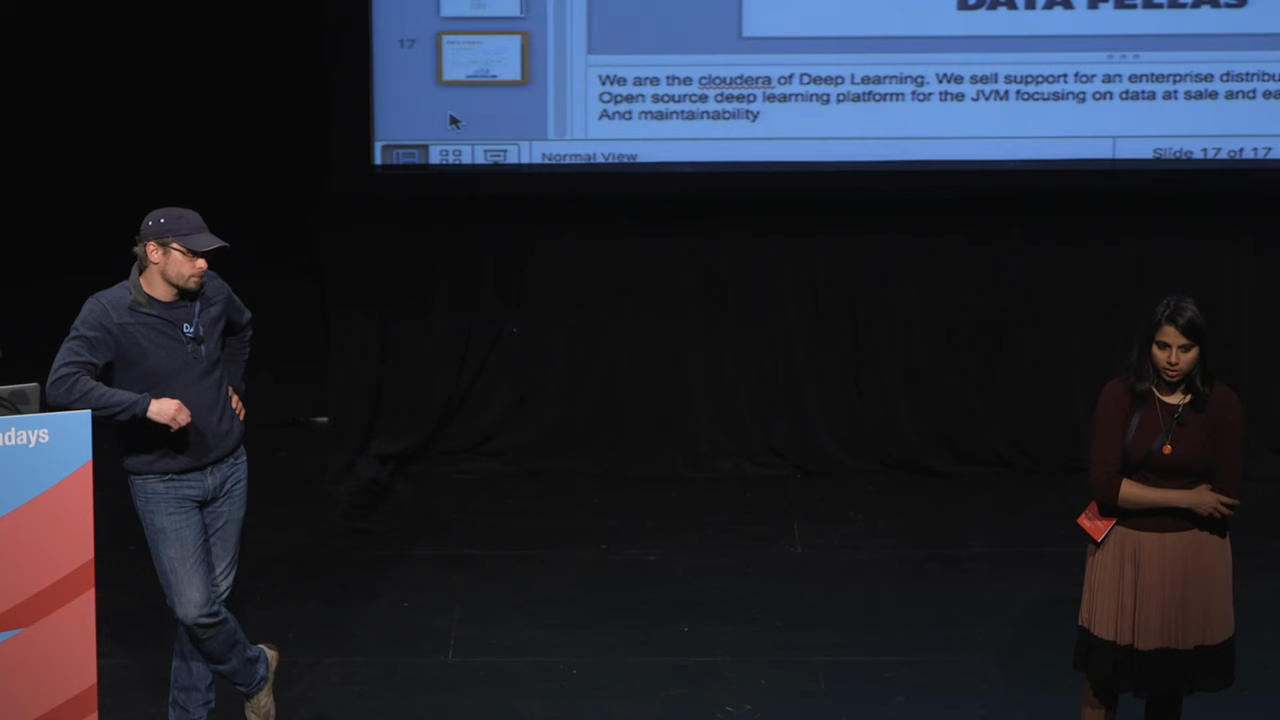 DATA FELLAS
17
We are the cloudera of Deep Learning. We sell support for an enterprise distribu
Open source deep learning platform for the JVM focusing on data at sale and ea
And maintainability
Normal View
Slide 17 of 17
adays